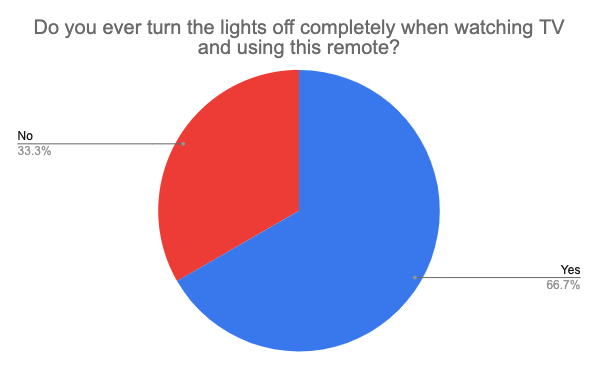 Do you ever turn the lights off completely when watching TV
and using this remote?
No
33.3%
Yes
66.7%